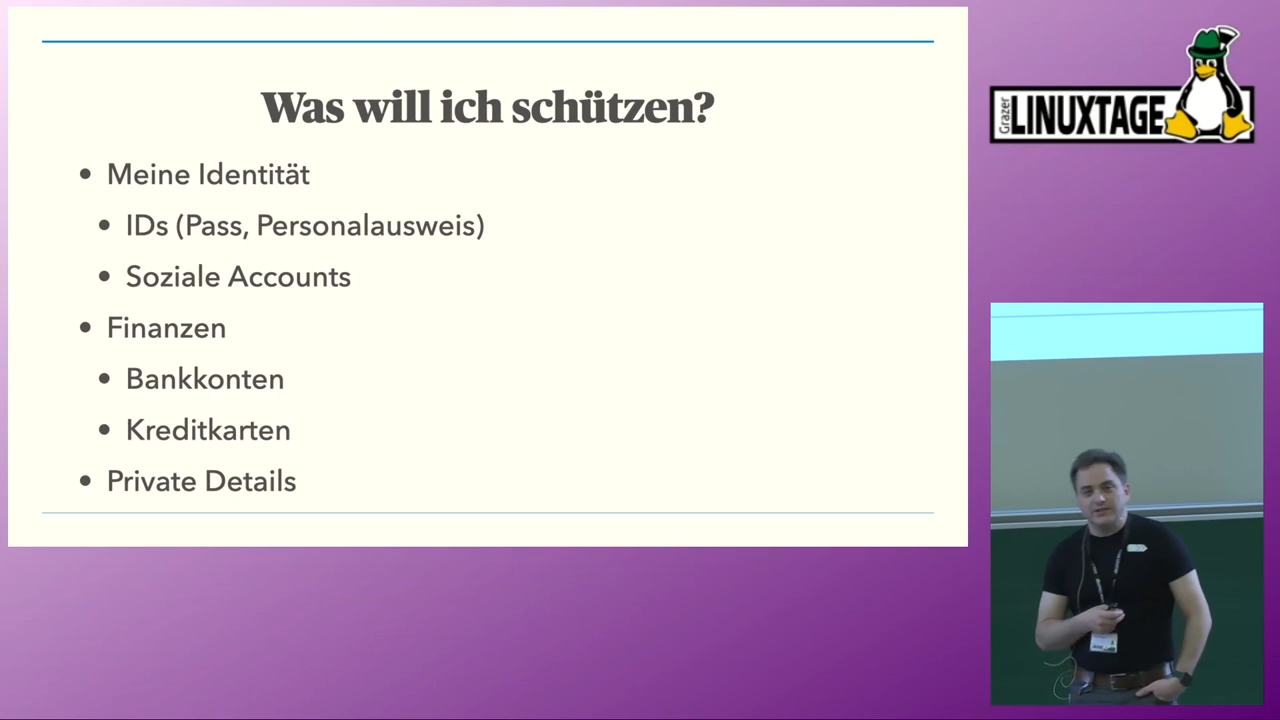 Was will ich schützen?
• Meine Identität
• IDs (Pass, Personalausweis)
• Soziale Accounts
• Finanzen
• Bankkonten
• Kreditkarten
• Private Details
Grazer
LINUXTAGE